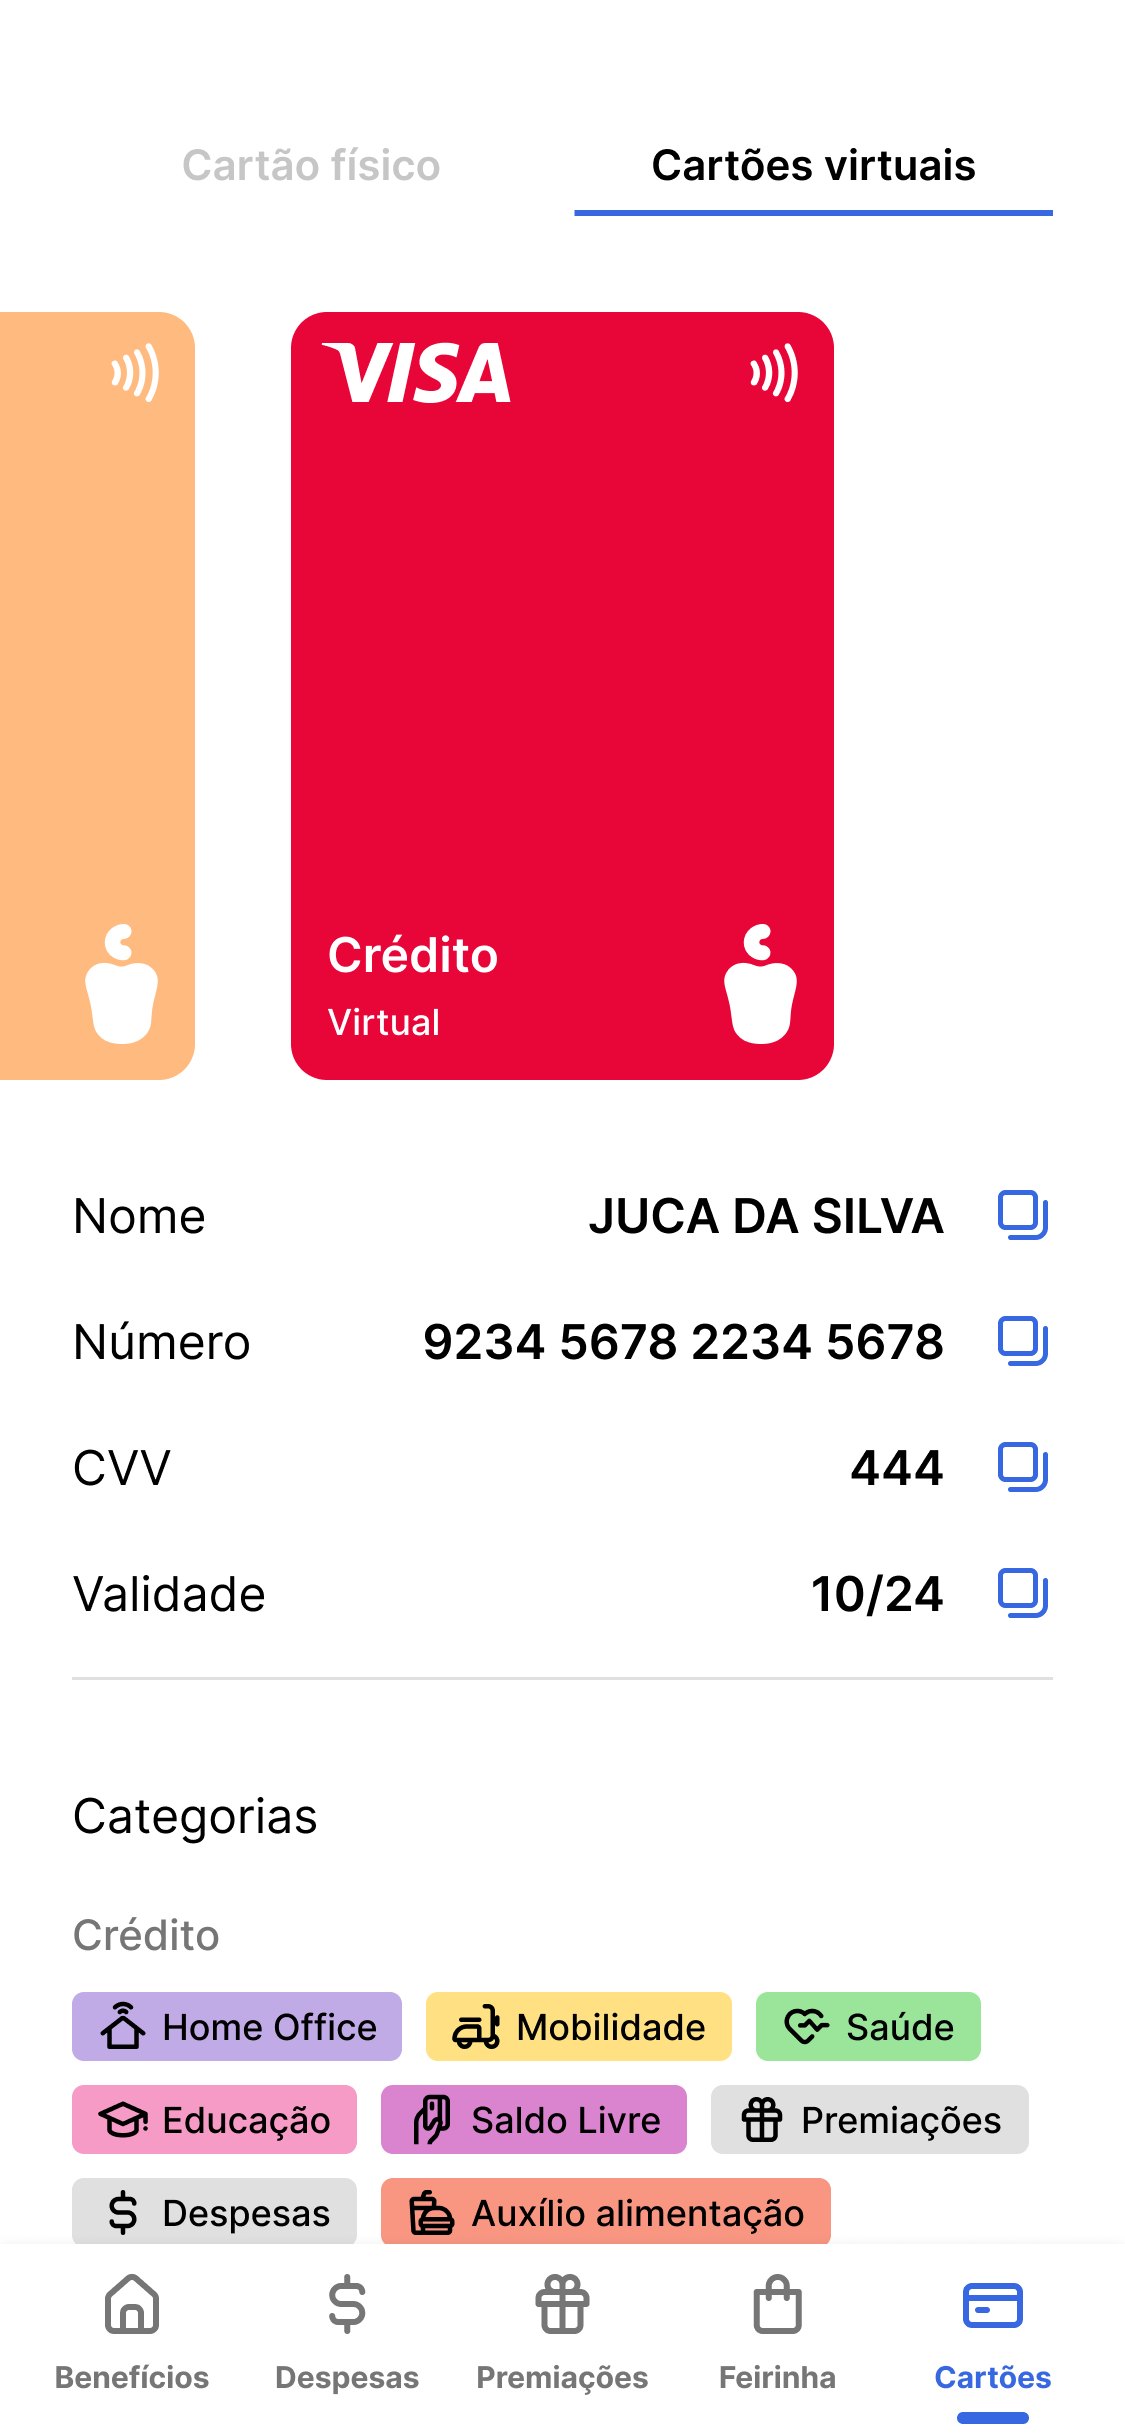 Cartão físico Cartões virtuais
VISA
Crédito
Virtual
Nome JUCA DA SILVA
Número 9234 5678 2234 5678
CVV 444
Validade 10/24
Categorias
Crédito
Home Office Mobilidade Saúde
Educação Saldo Livre Premiações
Despesas Auxílio alimentação
Benefícios Despesas Premiações Feirinha Cartões